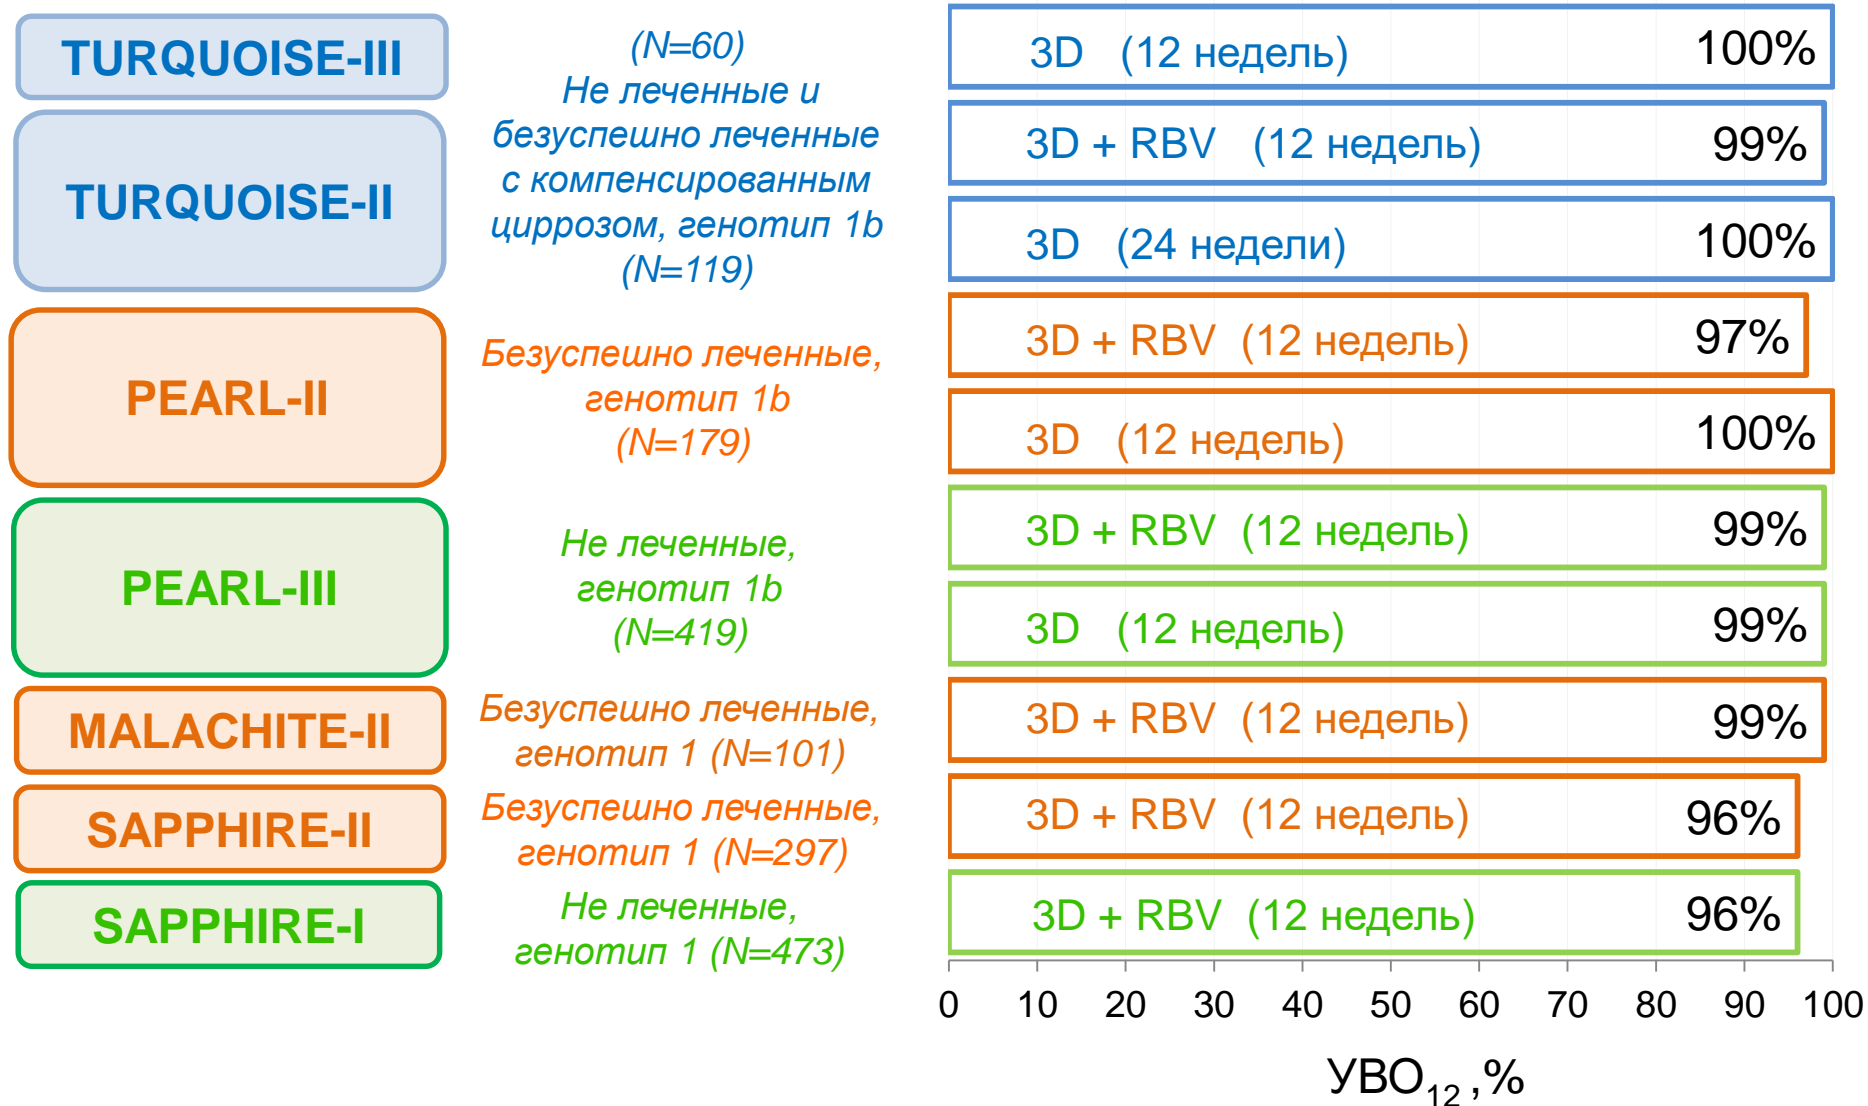 TURQUOISE-III
(N=60)
Не леченные и
безуспешно леченные
с компенсированным
циррозом, генотип 1b
(N=119)
3D (12 недель)
100%
TURQUOISE-II
3D + RBV (12 недель)
99%
3D (24 недели)
100%
PEARL-II
Безуспешно леченные,
генотип 1b
(N=179)
3D + RBV (12 недель)
97%
3D (12 недель)
100%
PEARL-III
Не леченные,
генотип 1b
(N=419)
3D + RBV (12 недель)
99%
3D (12 недель)
99%
MALACHITE-II
Безуспешно леченные,
генотип 1 (N=101)
3D + RBV (12 недель)
99%
SAPPHIRE-II
Безуспешно леченные,
генотип 1 (N=297)
3D + RBV (12 недель)
96%
SAPPHIRE-I
Не леченные,
генотип 1 (N=473)
3D + RBV (12 недель)
96%
0 10 20 30 40 50 60 70 80 90 100
УВО₁₂ ,%